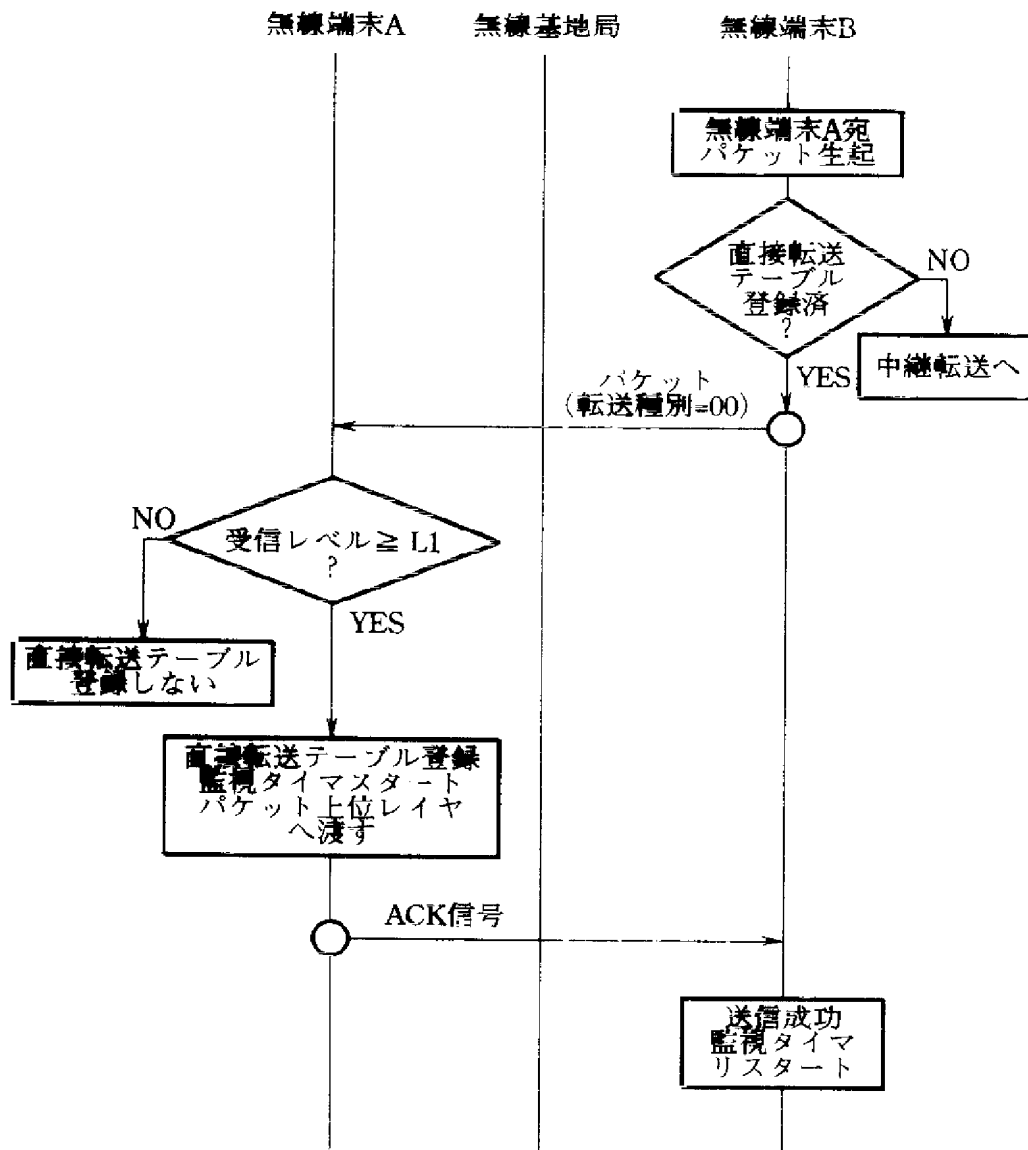 無線端末A
無線基地局
無線端末B
無線端末A宛
パケット生起
直接転送
テーブル
登録済
?
NO
中継転送へ
YES
パケット
(転送種別=00)
受信レベル≧ L1
?
NO
YES
直接転送テーブル
登録しない
直接転送テーブル登録
監視タイマスタート
パケット上位レイヤ
へ渡す
ACK信号
送信成功
監視タイマ
リスタート